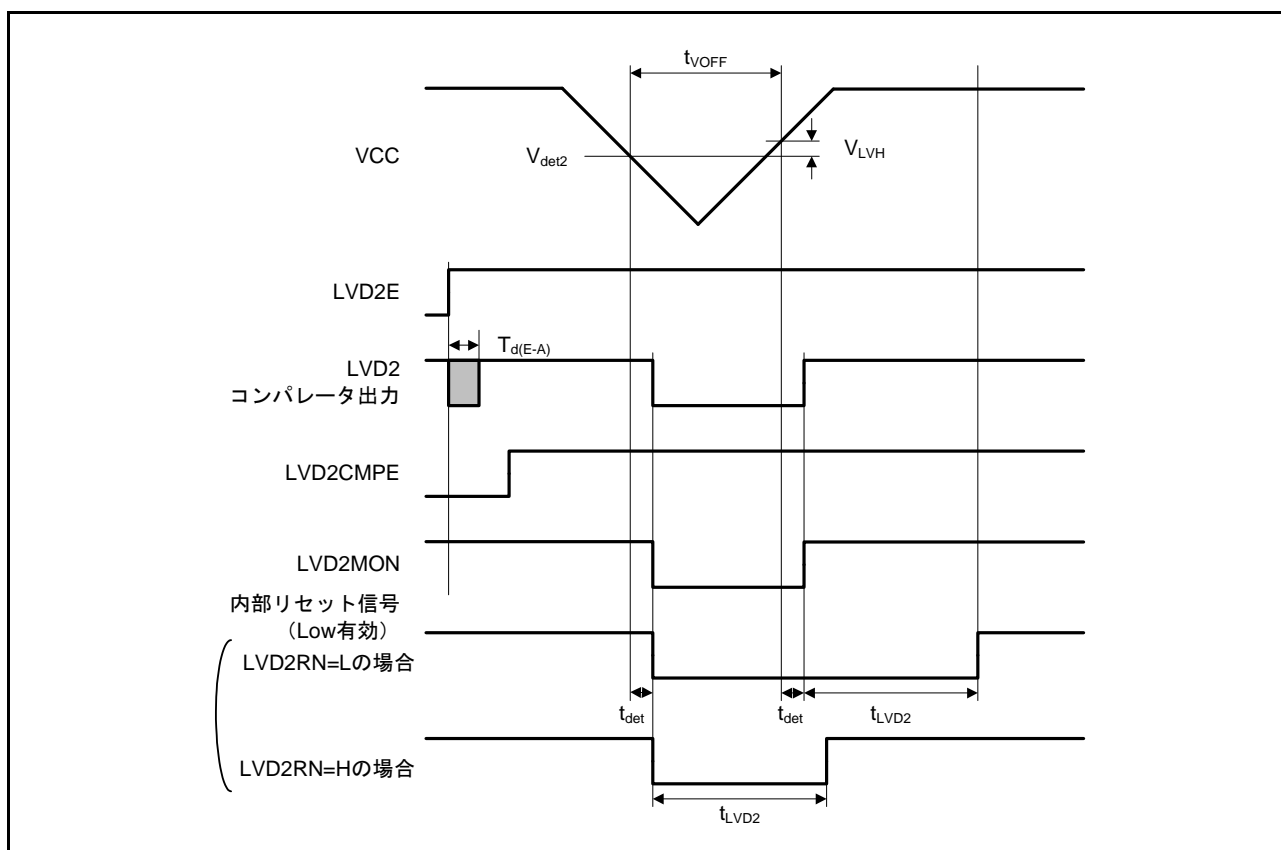 tVOFF
VCC
Vdet2
VLVH
LVD2E
Td(E-A)
LVD2
コンパレータ出力
LVD2CMPE
LVD2MON
内部リセット信号
（Low有効）
LVD2RN=Lの場合
tdet
tdet
tLVD2
LVD2RN=Hの場合
tLVD2